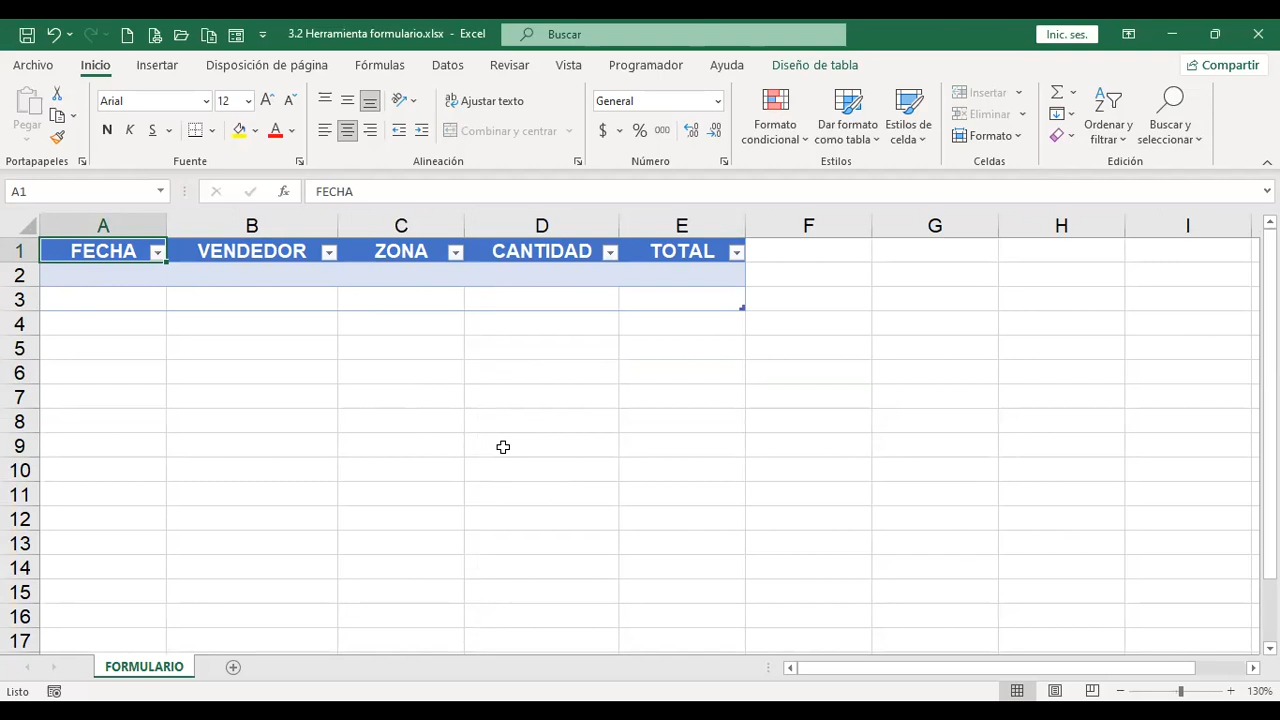 3.2 Herramienta formulario.xlsx - Excel
Buscar
Inic. ses.
Archivo Inicio Insertar Disposición de página Fórmulas Datos Revisar Vista Programador Ayuda Diseño de tabla Compartir
Pegar
Arial 12
N K S
Ajustar texto
Combinar y centrar
General
$ % 000
Formato condicional
Dar formato como tabla
Estilos de celda
Insertar
Eliminar
Formato
Ordenar y filtrar
Buscar y seleccionar
Portapapeles Fuente Alineación Número Estilos Celdas Edición
A1 fx FECHA
A B C D E F G H I
1 FECHA VENDEDOR ZONA CANTIDAD TOTAL
2
3
4
5
6
7
8
9
10
11
12
13
14
15
16
17
FORMULARIO
Listo 130%